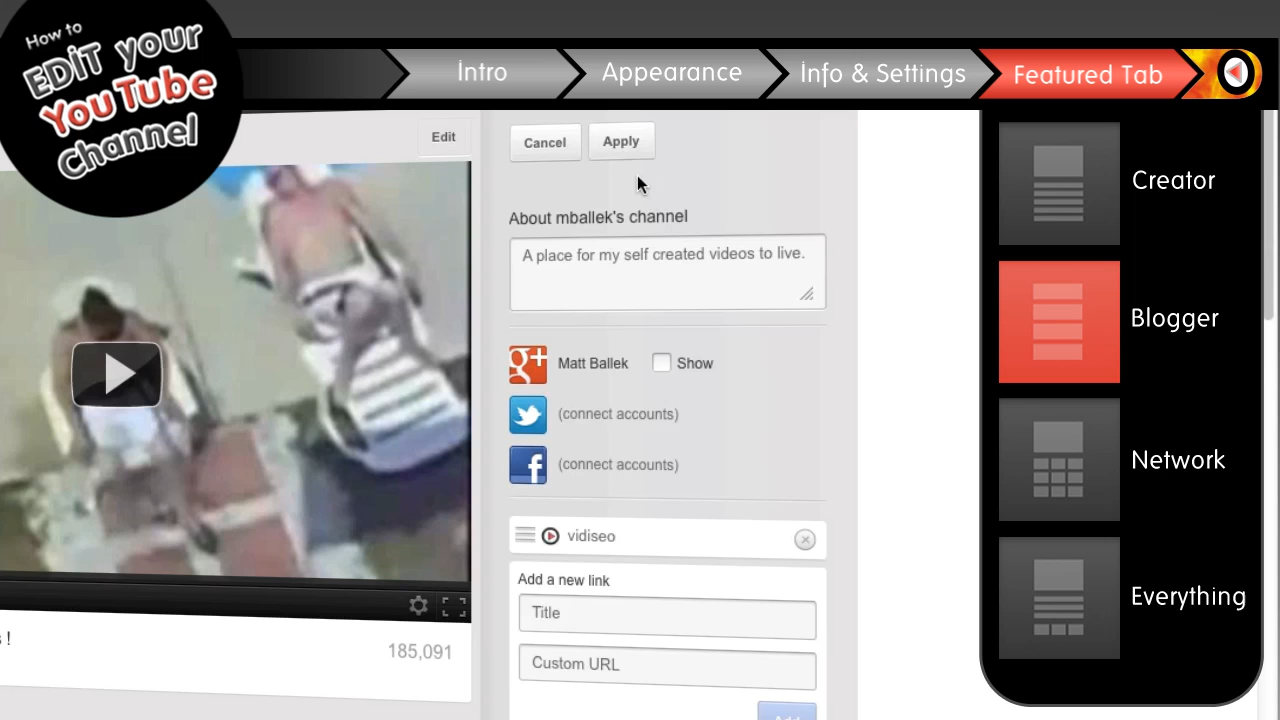 How to
EDiT your
YouTube
Channel
Intro
Appearance
Info & Settings
Featured Tab
Edit
Cancel
Apply
About mballek's channel
A place for my self created videos to live.
g+
Matt Ballek
Show
(connect accounts)
f
(connect accounts)
vidiseo
Add a new link
Title
Custom URL
Add
!
185,091
Creator
Blogger
Network
Everything